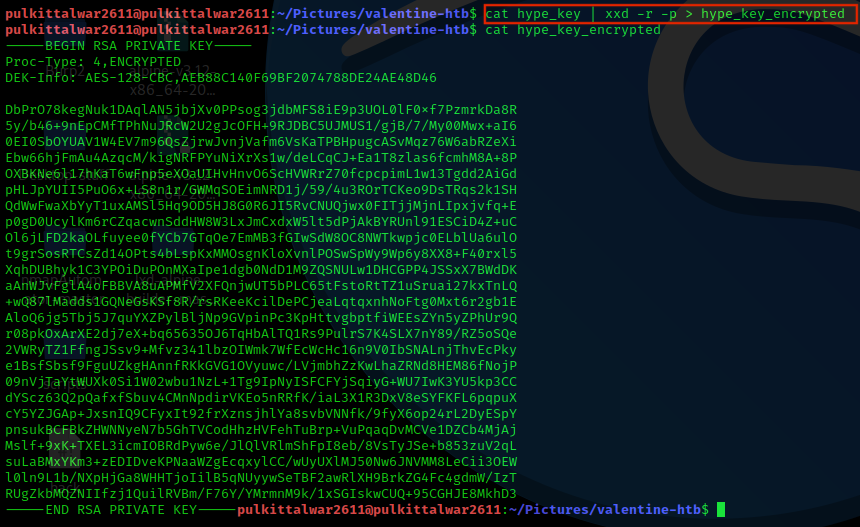 pulkittalwar2611@pulkittalwar2611:~/Pictures/valentine-htb$ cat hype_key | xxd -r -p > hype_key_encrypted
pulkittalwar2611@pulkittalwar2611:~/Pictures/valentine-htb$ cat hype_key_encrypted
-----BEGIN RSA PRIVATE KEY-----
Proc-Type: 4,ENCRYPTED
DEK-Info: AES-128-CBC,AEB88C140F69BF2074788DE24AE48D46
DbPrO78kegNuk1DAqlAN5jbjXv0PPsog3jdbMFS8iE9p3UOL0lF0xf7PzmrkDa8R
5y/b46+9nEpCMfTPhNuJRcW2U2gJcOFH+9RJDBC5UJMUS1/gjB/7/My00Mwx+aI6
0EI0SbOYUAV1W4EV7m96QsZjrwJvnjVafm6VsKaTPBHpugcASvMqz76W6abRZeXi
Ebw66hjFmAu4AzqcM/kigNRFPYuNiXrXs1w/deLCqCJ+Ea1T8zlas6fcmhM8A+8P
OXBKNe6l17hKaT6wFnp5eXOaUIHvHnvO6ScHVWRrZ70fcpcpimL1w13Tgdd2AiGd
pHLJpYUII5PuO6x+LS8n1r/GWMqSOEimNRD1j/59/4u3ROrTCKeo9DsTRqs2k1SH
QdWwFwaXbYyT1uxAMSl5Hq9OD5HJ8G0R6JI5RvCNUQjwx0FITjjMjnLIpxjvfq+E
p0gD0UcylKm6rCZqacwnSddHW8W3LxJmCxdxW5lt5dPjAkBYRUnl91ESCiD4Z+uC
Ol6jLFD2kaOLfuyee0fYCb7GTqOe7EmMB3fGIwSdW8OC8NWTkwpjc0ELblUa6ulO
t9grSosRTCsZd14OPts4bLspKxMMOsgnKloXvnlPOSwSpWy9Wp6y8XX8+F40rxl5
XqhDUBhyk1C3YPOiDuPOnMXaIpe1dgb0NdD1M9ZQSNULw1DHCGPP4JSSxX7BWdDK
aAnWJvFglA4oFBBVA8uAPMfV2XFQnjwUT5bPLC65tFstoRtTZ1uSruai27kxTnLQ
+wQ87lMadds1GQNeGsKSf8R/rsRKeeKcilDePCjeaLqtqxnhNoFtg0Mxt6r2gb1E
AloQ6jg5Tbj5J7quYXZPylBljNp9GVpinPc3KpHttvgbptfiWEEsZYn5yZPhUr9Q
r08pkOxArXE2dj7eX+bq65635OJ6TqHbAlTQ1Rs9PulrS7K4SLX7nY89/RZ5oSQe
2VWRyTZ1FfngJSsv9+Mfvz341lbzOIWmk7WfEcWcHc16n9V0IbSNALnjThvEcPky
e1BsfSbsf9FguUZkgHAnnfRKkGVG1OVyuwc/LVjmbhZzKwLhaZRNd8HEM86fNojP
09nVjTaYtWUXk0Si1W02wbu1NzL+1Tg9IpNyISFCFYjSqiyG+WU7IwK3YU5kp3CC
dYScz63Q2pQafxfSbuv4CMnNpdirVKEo5nRRfK/iaL3X1R3DxV8eSYFKFL6pqpuX
cY5YZJGAp+JxsnIQ9CFyxIt92frXznsjhlYa8svbVNNfk/9fyX6op24rL2DyESpY
pnsukBCFBkZHWNNyeN7b5GhTVCodHhzHVFehTuBrp+VuPqaqDvMCVe1DZCb4MjAj
Mslf+9xK+TXEL3icmIOBRdPyw6e/JlQlVRlmShFpI8eb/8VsTyJSe+b853zuV2qL
suLaBMxYKm3+zEDIDveKPNaaWZgEcqxylCC/wUyUXlMJ50Nw6JNVMM8LeCii3OEW
l0ln9L1b/NXpHjGa8WHHTjoIilB5qNUyywSeTBF2awRlXH9BrkZG4Fc4gdmW/IzT
RUgZkbMQZNIIfzj1QuilRVBm/F76Y/YMrmnM9k/1xSGIskwCUQ+95CGHJE8MkhD3
-----END RSA PRIVATE KEY-----pulkittalwar2611@pulkittalwar2611:~/Pictures/valentine-htb$